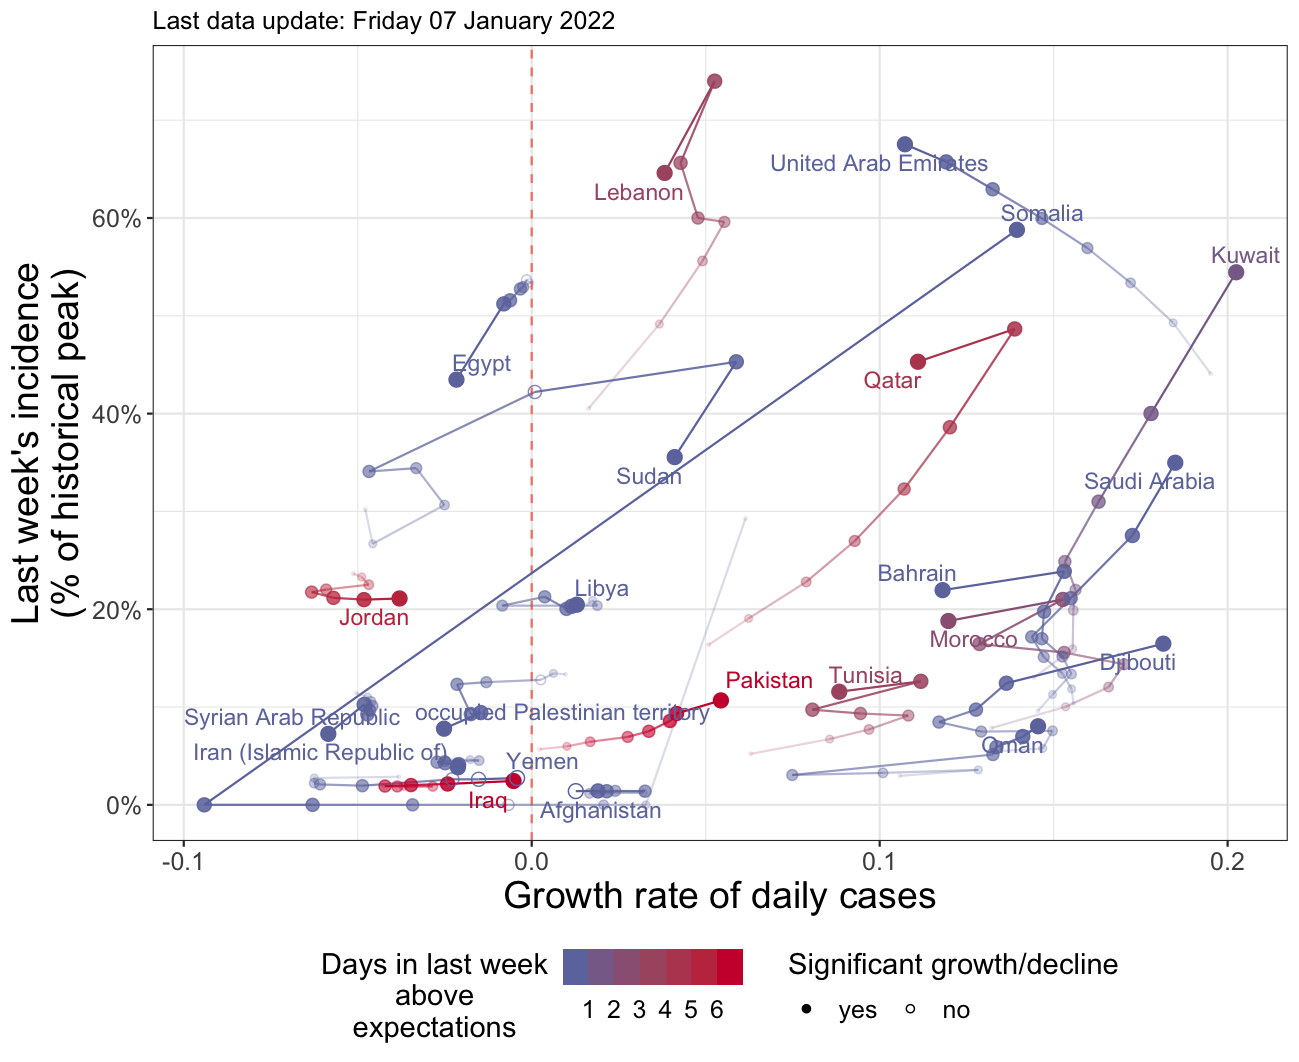 Last data update: Friday 07 January 2022
Last week's incidence
(% of historical peak)
60%
40%
20%
0%
United Arab Emirates
Lebanon
Somalia
Kuwait
Egypt
Qatar
Sudan
Saudi Arabia
Bahrain
Libya
Jordan
Morocco
Djibouti
Tunisia
Pakistan
Syrian Arab Republic
occupied Palestinian territory
Iran (Islamic Republic of)
Oman
Yemen
Iraq
Afghanistan
-0.1
0.0
0.1
0.2
Growth rate of daily cases
Days in last week
above
expectations
1 2 3 4 5 6
Significant growth/decline
yes
no